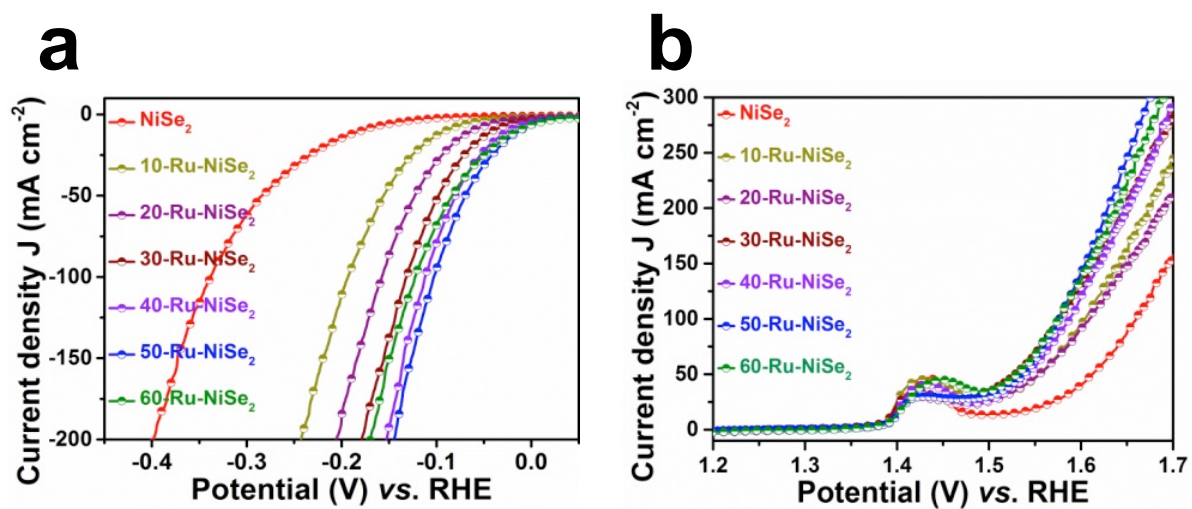 a
Current density J (mA cm-2)
0
-50
-100
-150
-200
NiSe2
10-Ru-NiSe2
20-Ru-NiSe2
30-Ru-NiSe2
40-Ru-NiSe2
50-Ru-NiSe2
60-Ru-NiSe2
-0.4 -0.3 -0.2 -0.1 0.0
Potential (V) vs. RHE
b
Current density J (mA cm-2)
300
250
200
150
100
50
0
NiSe2
10-Ru-NiSe2
20-Ru-NiSe2
30-Ru-NiSe2
40-Ru-NiSe2
50-Ru-NiSe2
60-Ru-NiSe2
1.2 1.3 1.4 1.5 1.6 1.7
Potential (V) vs. RHE